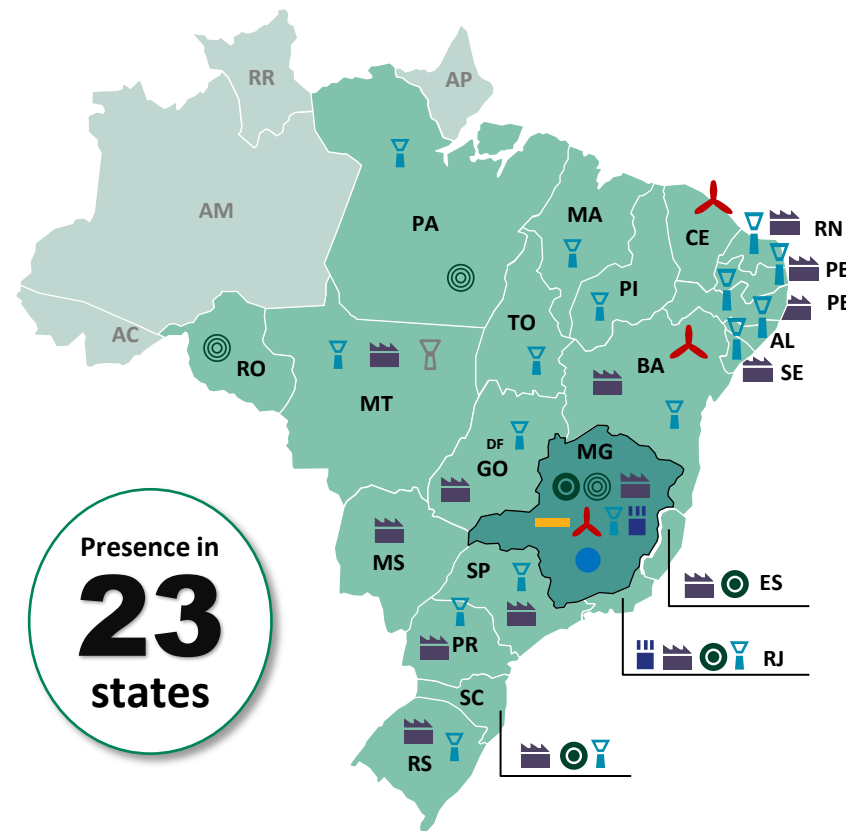 RR
AP
AM
PA
MA
CE
RN
PB
PI
PE
TO
AC
RO
AL
BA
SE
MT
MG
DF
GO
Presence in
23
states
MS
SP
ES
PR
RJ
SC
RS